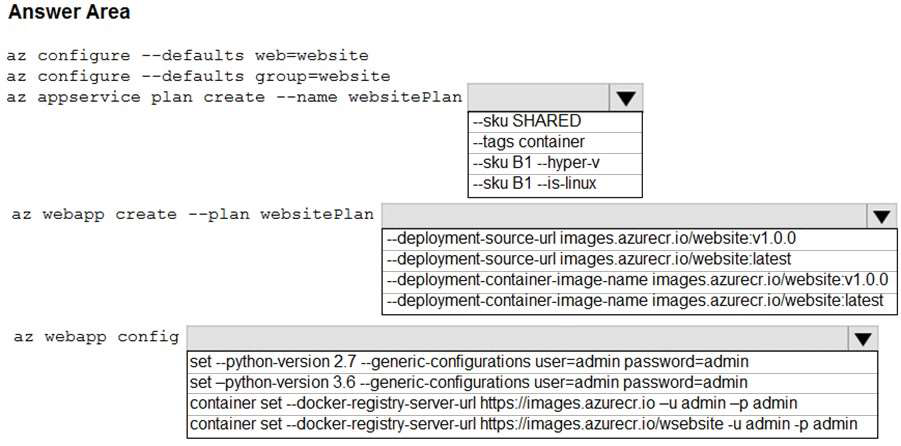 Answer Area
az configure --defaults web=website
az configure --defaults group=website
az appservice plan create --name websitePlan
--sku SHARED
--tags container
--sku B1 --hyper-v
--sku B1 --is-linux
az webapp create --plan websitePlan
--deployment-source-url images.azurecr.io/website:v1.0.0
--deployment-source-url images.azurecr.io/website:latest
--deployment-container-image-name images.azurecr.io/website:v1.0.0
--deployment-container-image-name images.azurecr.io/website:latest
az webapp config
set --python-version 2.7 --generic-configurations user=admin password=admin
set –python-version 3.6 --generic-configurations user=admin password=admin
container set --docker-registry-server-url https://images.azurecr.io –u admin –p admin
container set --docker-registry-server-url https://images.azurecr.io/wsebsite -u admin -p admin